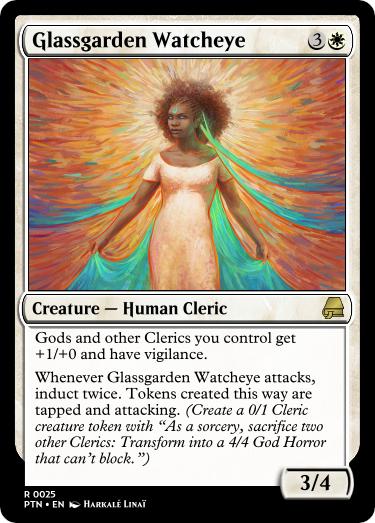 Glassgarden Watcheye 3
Creature — Human Cleric
Gods and other Clerics you control get
+1/+0 and have vigilance.
Whenever Glassgarden Watcheye attacks,
induct twice. Tokens created this way are
tapped and attacking. (Create a 0/1 Cleric
creature token with “As a sorcery, sacrifice two
other Clerics: Transform into a 4/4 God Horror
that can’t block.”)
3/4
R 0025
PTN • EN Harkalé Linaï